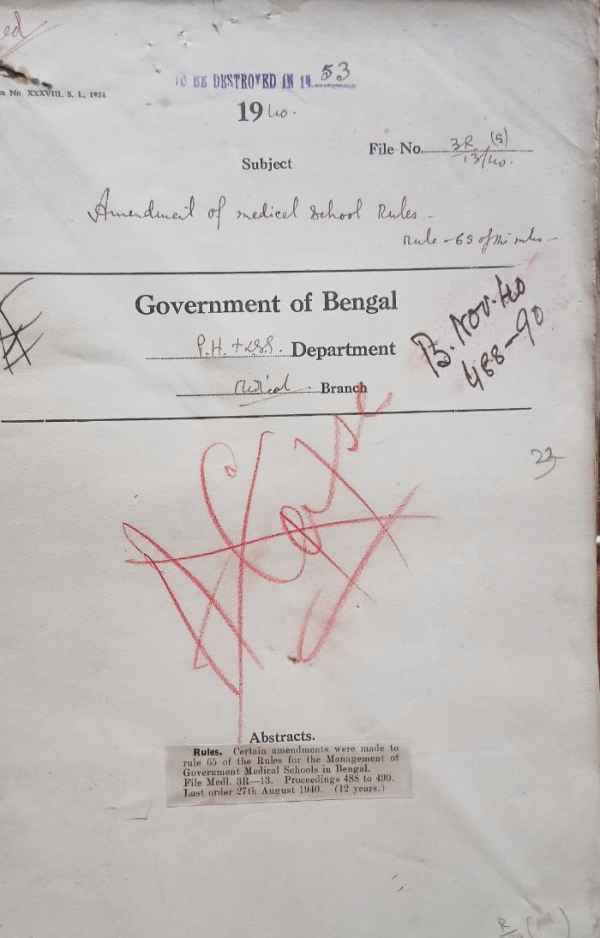 ed
No. XXXVIII, S. I., 1924
TO BE DESTROYED IN 19 53
1940.
File No. 3R (S)
13/40.
Subject
Amendment of medical School Rules -
Rule - 65 of the rules -
Government of Bengal
P.H. + L.S.G. Department
Medical Branch
B. Nov. 40
488-90
23
Abstracts.
Rules. Certain amendments were made to
rule 65 of the Rules for the Management of
Government Medical Schools in Bengal.
File Medl. 3R—13. Proceedings 488 to 490.
Last order 27th August 1940. (12 years.)